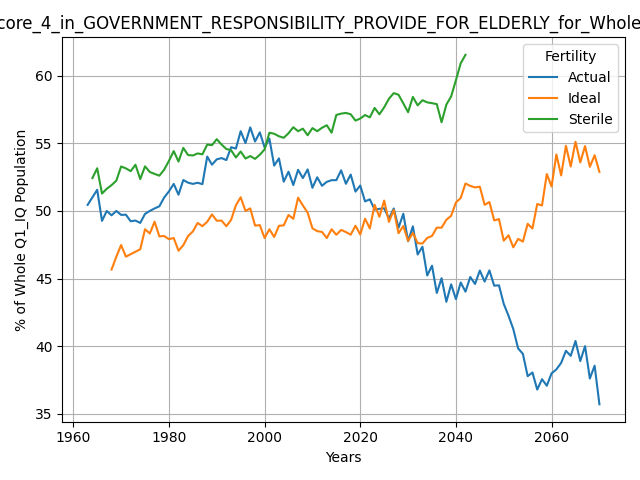 core_4_in_GOVERNMENT_RESPONSIBILITY_PROVIDE_FOR_ELDERLY_for_Whole
% of Whole Q1_IQ Population
60
55
50
45
40
35
Fertility
Actual
Ideal
Sterile
1960
1980
2000
2020
2040
2060
Years